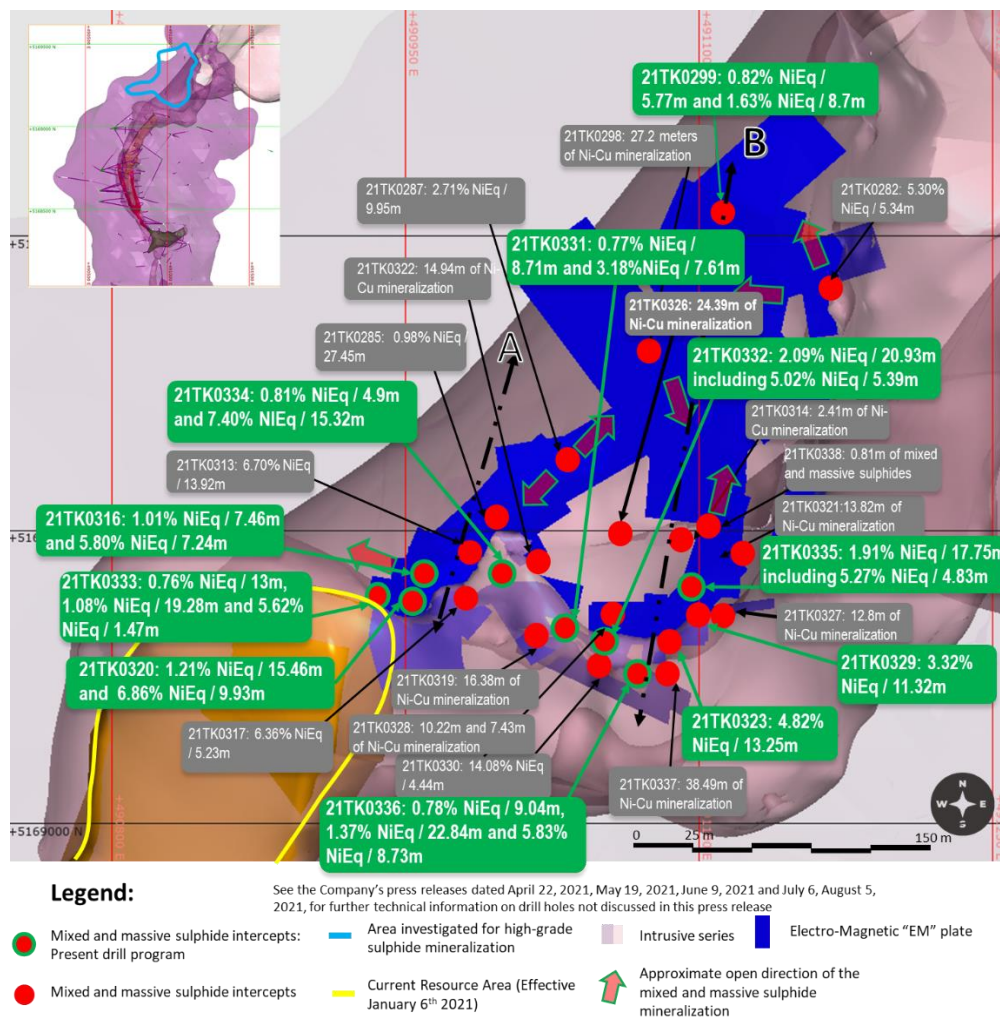 +490950 E
+491100 E
21TK0299: 0.82% NiEq /
5.77m and 1.63% NiEq / 8.7m
21TK0298: 27.2 meters
of Ni-Cu mineralization
B
21TK0287: 2.71% NiEq /
9.95m
21TK0282: 5.30%
NiEq / 5.34m
21TK0331: 0.77% NiEq /
8.71m and 3.18%NiEq / 7.61m
21TK0322: 14.94m of Ni-
Cu mineralization
21TK0326: 24.39m of
Ni-Cu mineralization
21TK0285: 0.98% NiEq /
27.45m
A
21TK0332: 2.09% NiEq / 20.93m
including 5.02% NiEq / 5.39m
21TK0334: 0.81% NiEq / 4.9m
and 7.40% NIEq / 15.32m
21TK0314: 2.41m of Ni-
Cu mineralization
21TK0338: 0.81m of mixed
and massive sulphides
21TK0313: 6.70% NiEq
/ 13.92m
21TK0321:13.82m of
Ni-Cu mineralization
21TK0316: 1.01% NiEq / 7.46m
and 5.80% NiEq / 7.24m
21TK0335: 1.91% NiEq / 17.75m
including 5.27% NiEq / 4.83m
21TK0333: 0.76% NiEq / 13m,
1.08% NiEq / 19.28m and 5.62%
NiEq / 1.47m
21TK0327: 12.8m of
Ni-Cu mineralization
21TK0320: 1.21% NiEq / 15.46m
and 6.86% NiEq / 9.93m
21TK0329: 3.32%
NiEq / 11.32m
21TK0319: 16.38m of
Ni-Cu mineralization
21TK0323: 4.82%
NiEq / 13.25m
21TK0317: 6.36% NiEq
/ 5.23m
21TK0328: 10.22m and 7.43m
of Ni-Cu mineralization
21TK0330: 14.08% NiEq
/ 4.44m
21TK0337: 38.49m of
Ni-Cu mineralization
21TK0336: 0.78% NiEq / 9.04m,
1.37% NiEq / 22.84m and 5.83%
NiEq / 8.73m
+5169000 N
+490800 E
N
W E
S
0 25 m 150 m
Legend:
See the Company's press releases dated April 22, 2021, May 19, 2021, June 9, 2021 and July 6, August 5,
2021, for further technical information on drill holes not discussed in this press release
Mixed and massive sulphide intercepts:
Present drill program
Area investigated for high-grade
sulphide mineralization
Intrusive series
Electro-Magnetic "EM" plate
Mixed and massive sulphide intercepts
Current Resource Area (Effective
January 6th 2021)
Approximate open direction of the
mixed and massive sulphide
mineralization